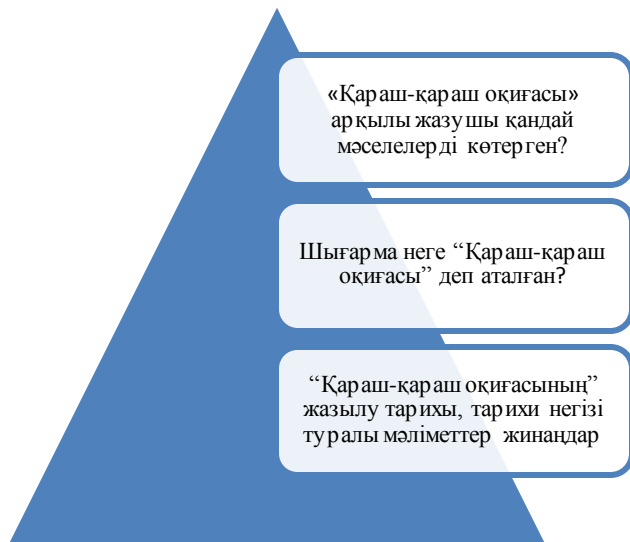 «Қараш-қараш оқиғасы»
арқылы жазушы қандай
мәселелерді көтерген?
Шығарма неге “Қараш-қараш
оқиғасы” деп аталған?
“Қараш-қараш оқиғасының”
жазылу тарихы, тарихи негізі
туралы мәліметтер жинаңдар